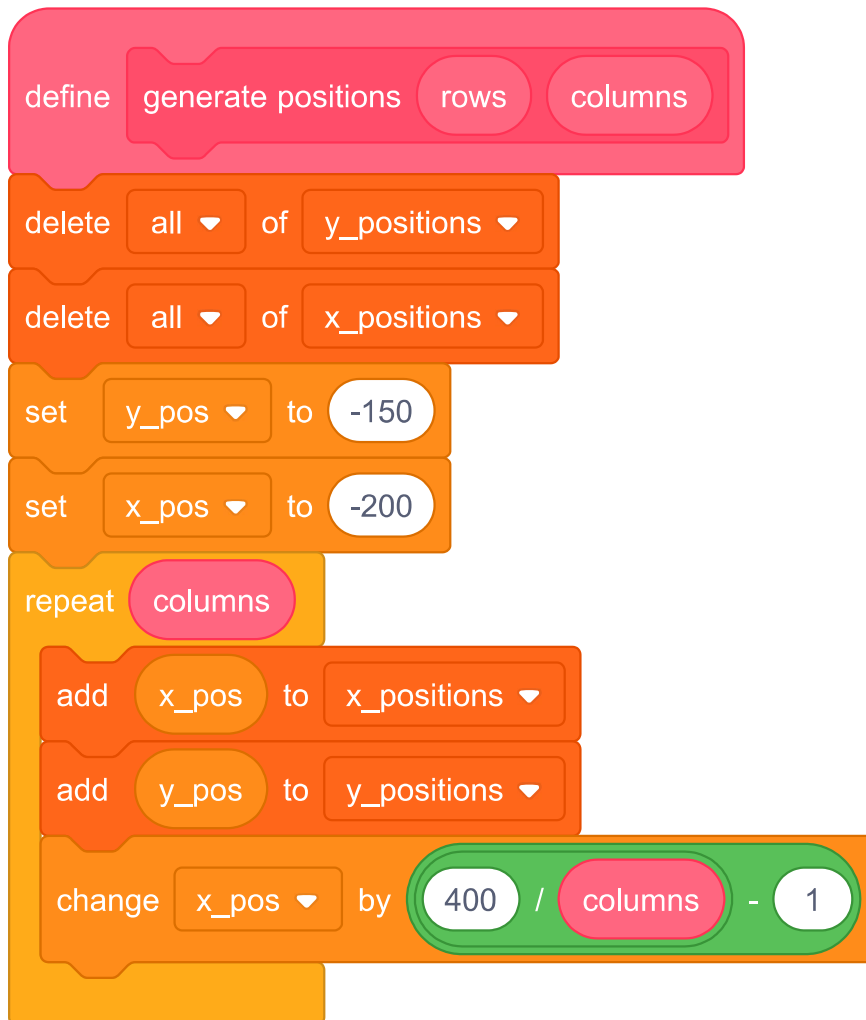 define generate positions rows columns
delete all of y_positions
delete all of x_positions
set y_pos to -150
set x_pos to -200
repeat columns
add x_pos to x_positions
add y_pos to y_positions
change x_pos by 400 / columns - 1